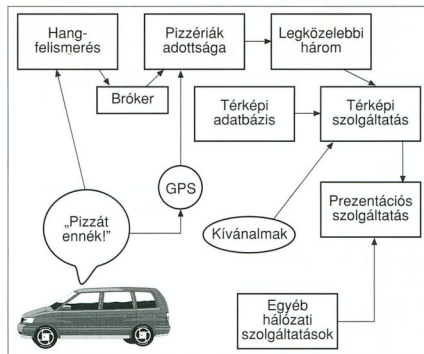 Hang-
felismerés
Pizzériák
adottsága
Legközelebbi
három
Bróker
Térképi
adatbázis
Térképi
szolgáltatás
GPS
„Pizzát
ennék!”
Kívánalmak
Prezentációs
szolgáltatás
Egyéb
hálózati
szolgáltatások